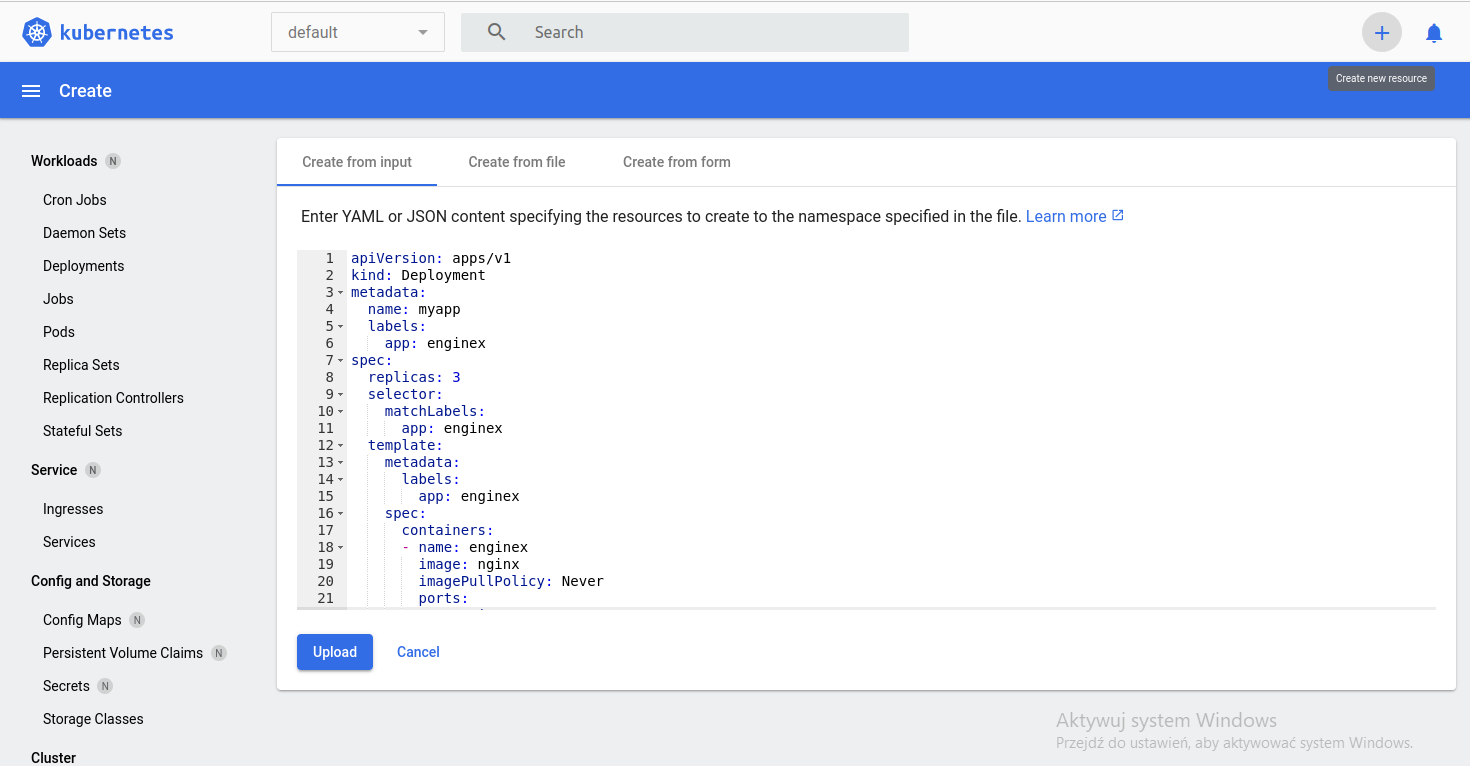 kubernetes
default
Search
Create
Create new resource
Workloads N
Cron Jobs
Daemon Sets
Deployments
Jobs
Pods
Replica Sets
Replication Controllers
Stateful Sets
Service N
Ingresses
Services
Config and Storage
Config Maps N
Persistent Volume Claims N
Secrets N
Storage Classes
Cluster
Create from input
Create from file
Create from form
Enter YAML or JSON content specifying the resources to create to the namespace specified in the file. Learn more
1 apiVersion: apps/v1
2 kind: Deployment
3 metadata:
4   name: myapp
5   labels:
6     app: enginex
7 spec:
8   replicas: 3
9   selector:
10     matchLabels:
11       app: enginex
12   template:
13     metadata:
14       labels:
15         app: enginex
16     spec:
17       containers:
18       - name: enginex
19         image: nginx
20         imagePullPolicy: Never
21         ports:
Upload
Cancel
Aktywuj system Windows
Przejdź do ustawień, aby aktywować system Windows.